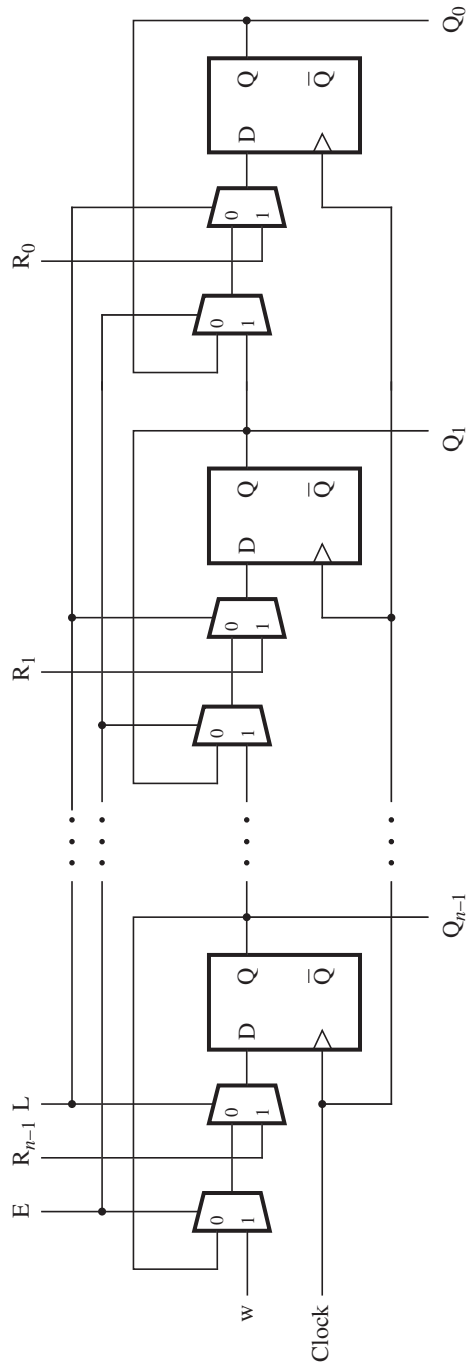 E R_{n–1} L R_1 R_0
0 0 0 0 0 0
1 1 1 1 1 1
D Q D Q D Q
w
Q̅ Q̅ Q̅
Clock
Q_{n–1} Q_1 Q_0